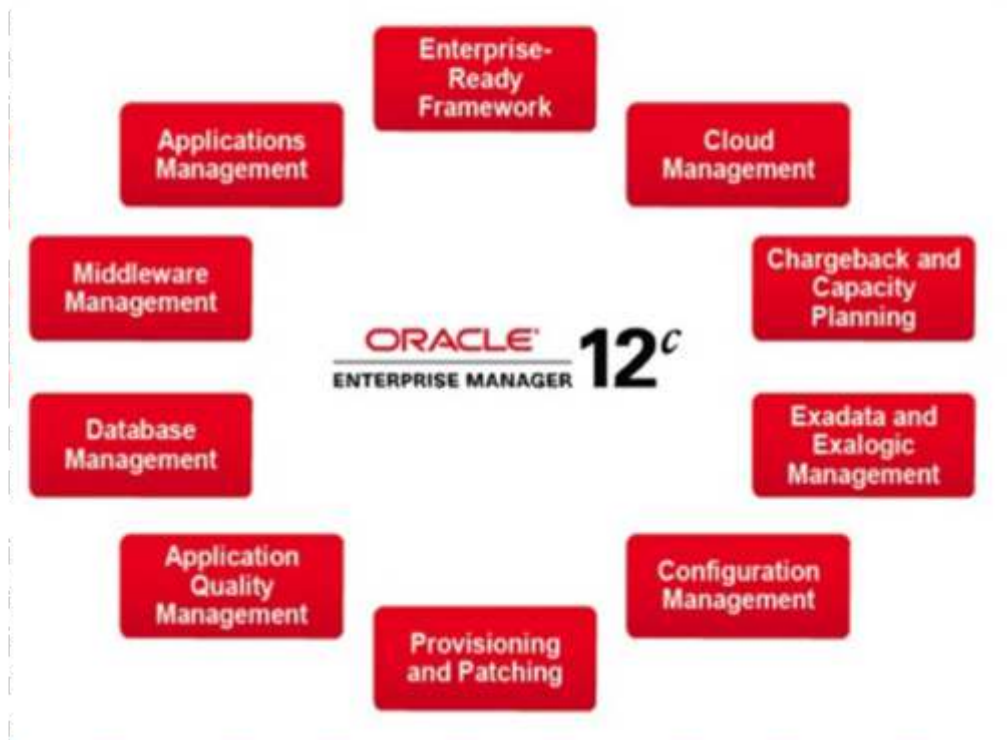 Enterprise-
Ready
Framework
Cloud
Management
Chargeback and
Capacity
Planning
Exadata and
Exalogic
Management
Configuration
Management
Provisioning
and Patching
Application
Quality
Management
Database
Management
Middleware
Management
Applications
Management
ORACLE
ENTERPRISE MANAGER 12c